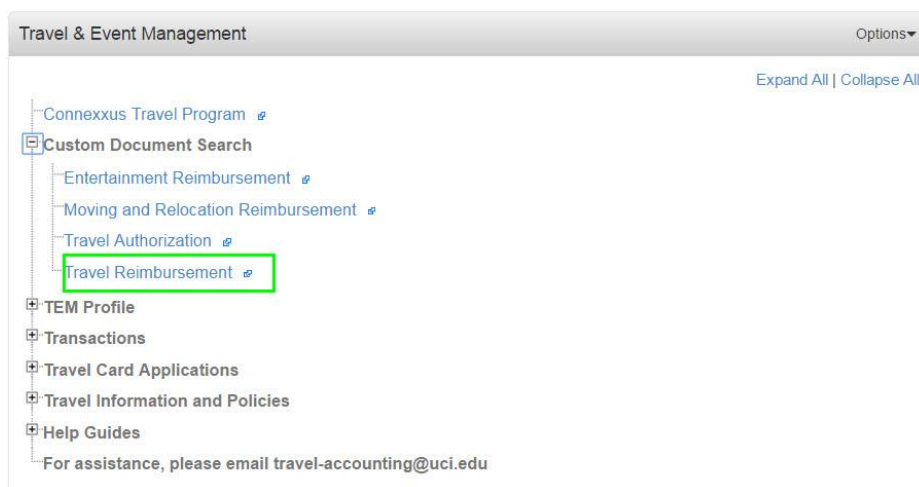 Travel & Event Management Options▾
Expand All | Collapse All
Connexxus Travel Program
Custom Document Search
Entertainment Reimbursement
Moving and Relocation Reimbursement
Travel Authorization
Travel Reimbursement
TEM Profile
Transactions
Travel Card Applications
Travel Information and Policies
Help Guides
For assistance, please email travel-accounting@uci.edu